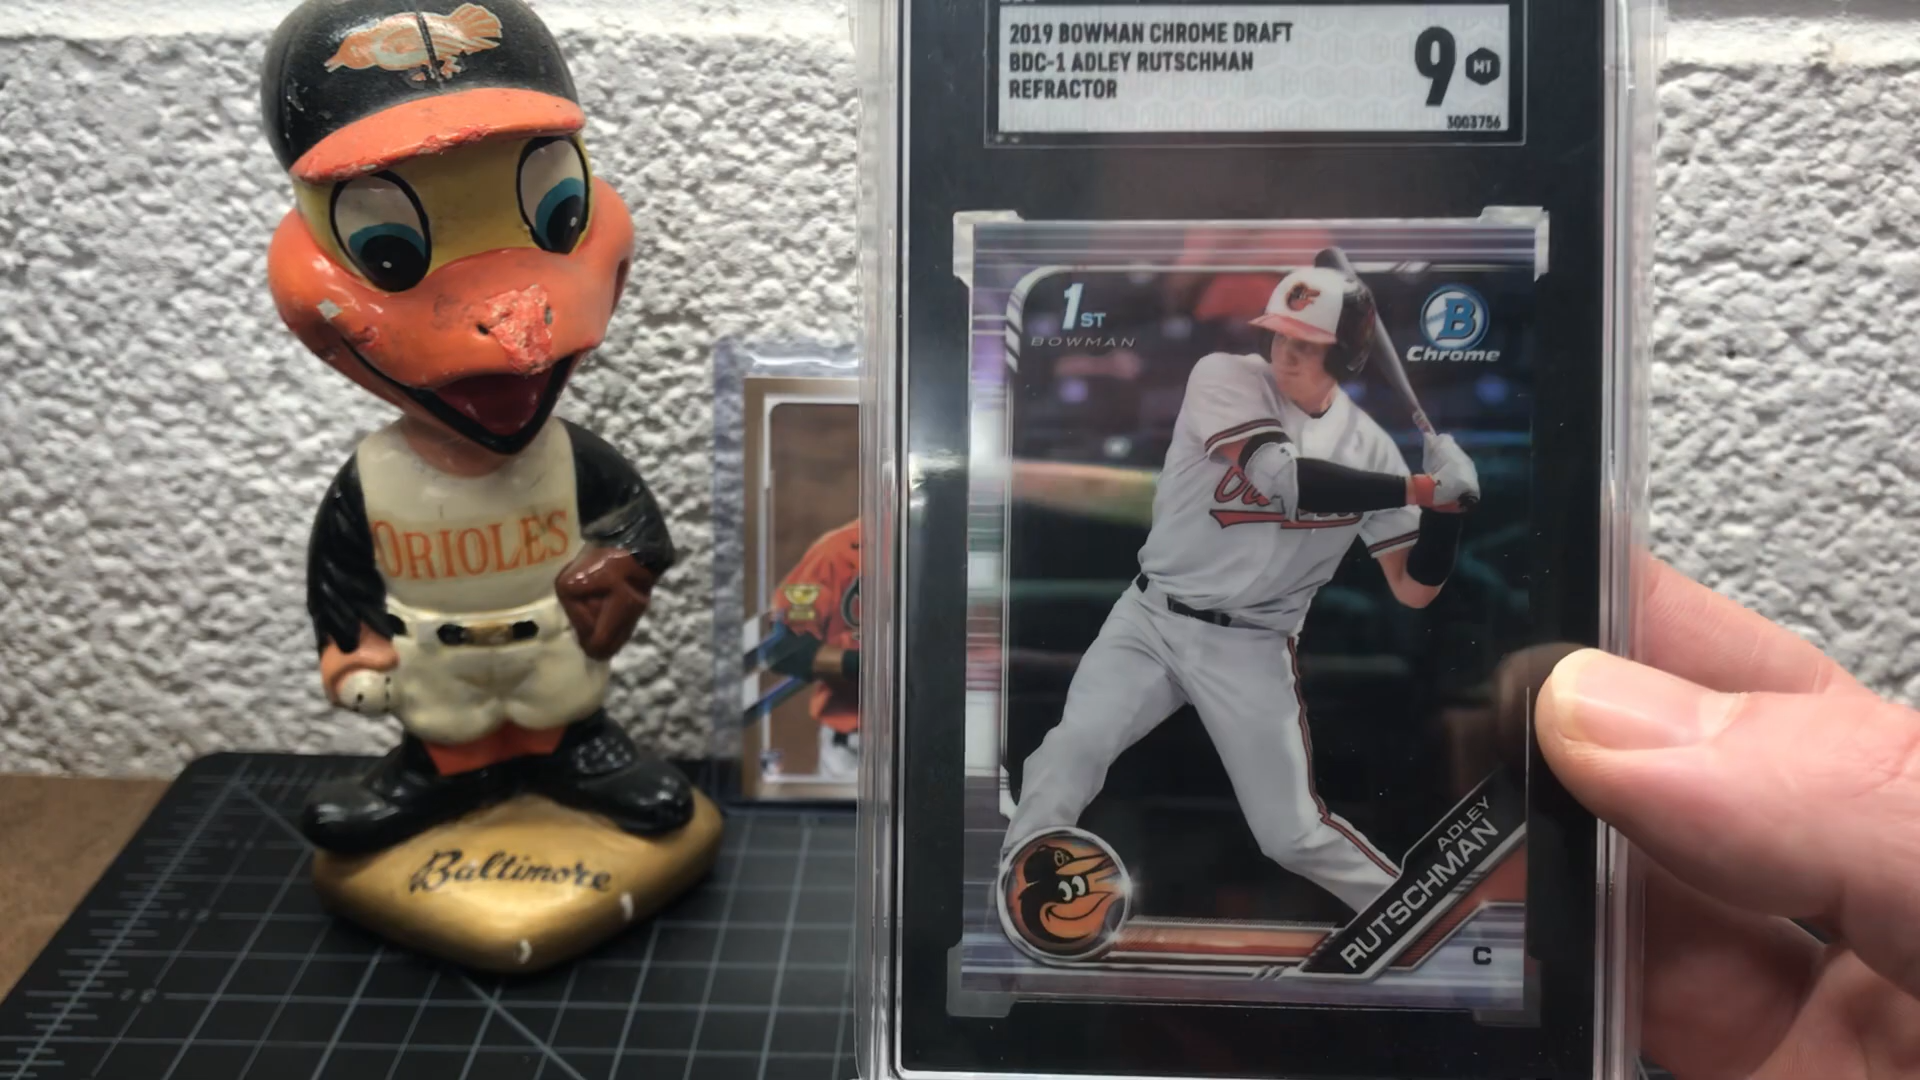 2019 BOWMAN CHROME DRAFT
BDC-1 ADLEY RUTSCHMAN
REFRACTOR
9
MT
3003756
1ST
BOWMAN
B
Chrome
ORIOLES
Baltimore
ADLEY
RUTSCHMAN
C